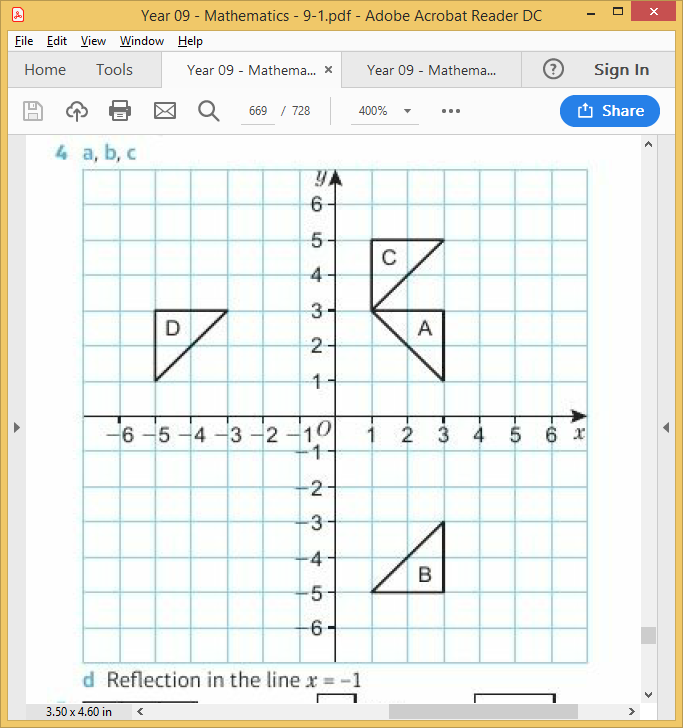 Year 09 - Mathematics - 9-1.pdf - Adobe Acrobat Reader DC
File Edit View Window Help
Home Tools Year 09 - Mathema... × Year 09 - Mathema... ? Sign In
669 / 728 400% Share
4 a, b, c
y
6
5
C
4
3
D A
2
1
−6 −5 −4 −3 −2 −1 O 1 2 3 4 5 6 x
−1
−2
−3
−4
B
−5
−6
d Reflection in the line x = −1
3.50 x 4.60 in